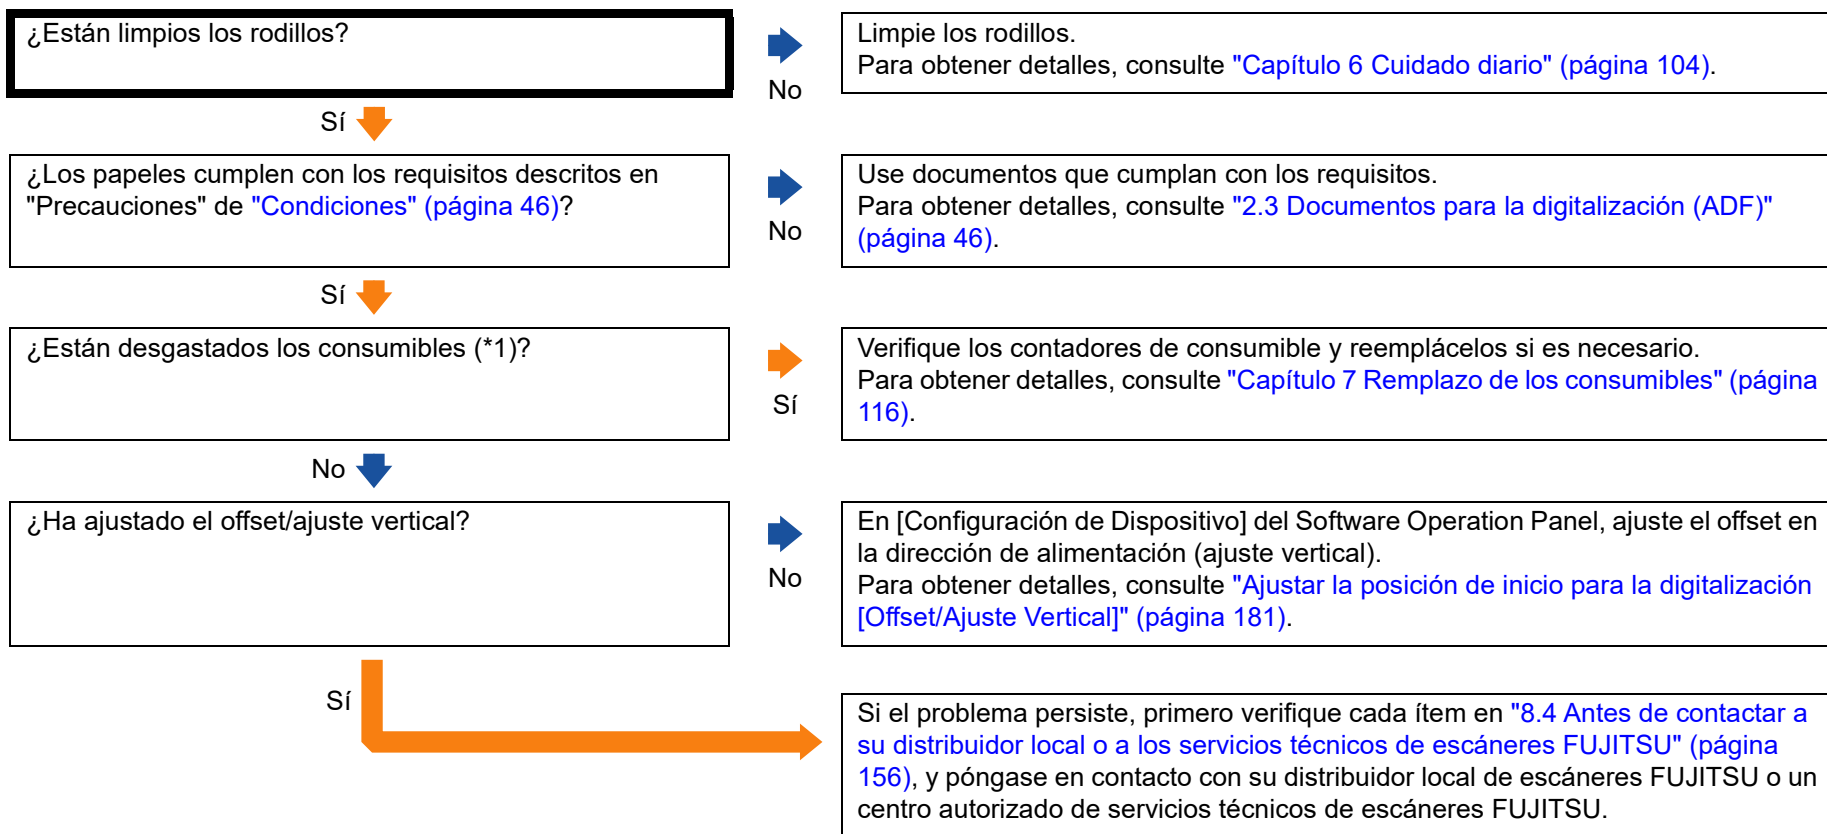 ¿Están limpios los rodillos?
No
Limpie los rodillos.
Para obtener detalles, consulte "Capítulo 6 Cuidado diario" (página 104).
Sí
¿Los papeles cumplen con los requisitos descritos en
"Precauciones" de "Condiciones" (página 46)?
No
Use documentos que cumplan con los requisitos.
Para obtener detalles, consulte "2.3 Documentos para la digitalización (ADF)"
(página 46).
Sí
¿Están desgastados los consumibles (*1)?
Sí
Verifique los contadores de consumible y reemplácelos si es necesario.
Para obtener detalles, consulte "Capítulo 7 Remplazo de los consumibles" (página
116).
No
¿Ha ajustado el offset/ajuste vertical?
No
En [Configuración de Dispositivo] del Software Operation Panel, ajuste el offset en
la dirección de alimentación (ajuste vertical).
Para obtener detalles, consulte "Ajustar la posición de inicio para la digitalización
[Offset/Ajuste Vertical]" (página 181).
Sí
Si el problema persiste, primero verifique cada ítem en "8.4 Antes de contactar a
su distribuidor local o a los servicios técnicos de escáneres FUJITSU" (página
156), y póngase en contacto con su distribuidor local de escáneres FUJITSU o un
centro autorizado de servicios técnicos de escáneres FUJITSU.